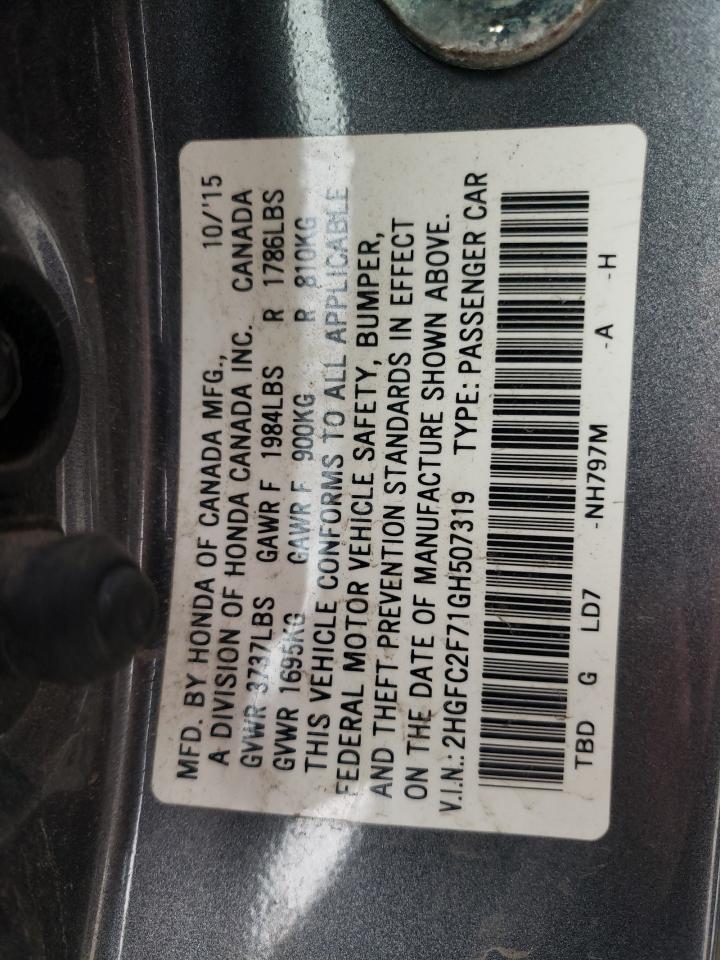 MFD. BY HONDA OF CANADA MFG., 10/'15
A DIVISION OF HONDA CANADA INC. CANADA
GVWR 3737LBS GAWR F 1984LBS R 1786LBS
GVWR 1695KG GAWR F 900KG R 810KG
THIS VEHICLE CONFORMS TO ALL APPLICABLE
FEDERAL MOTOR VEHICLE SAFETY, BUMPER,
AND THEFT PREVENTION STANDARDS IN EFFECT
ON THE DATE OF MANUFACTURE SHOWN ABOVE.
V.I.N.: 2HGFC2F71GH507319 TYPE: PASSENGER CAR
TBD G LD7 -NH797M -A -H